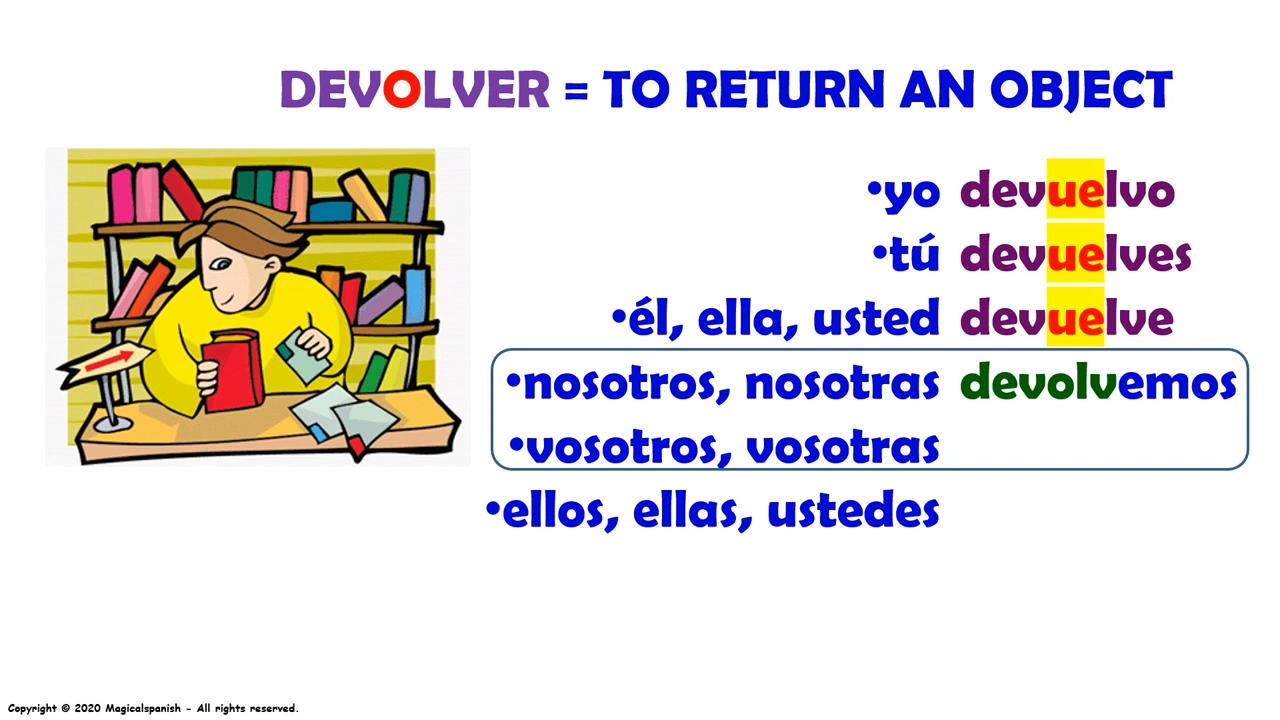 DEVOLVER = TO RETURN AN OBJECT
•yo devuelvo
•tú devuelves
•él, ella, usted devuelve
•nosotros, nosotras devolvemos
•vosotros, vosotras
•ellos, ellas, ustedes
Copyright © 2020 Magicalspanish - All rights reserved.